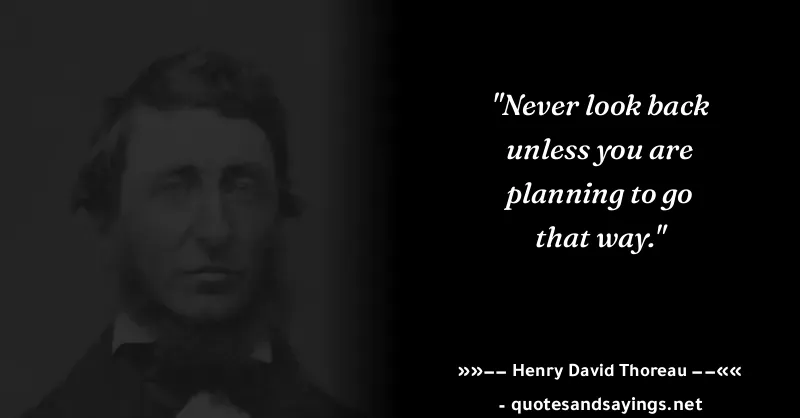 "Never look back
unless you are
planning to go
that way."
»»–– Henry David Thoreau ––««
- quotesandsayings.net